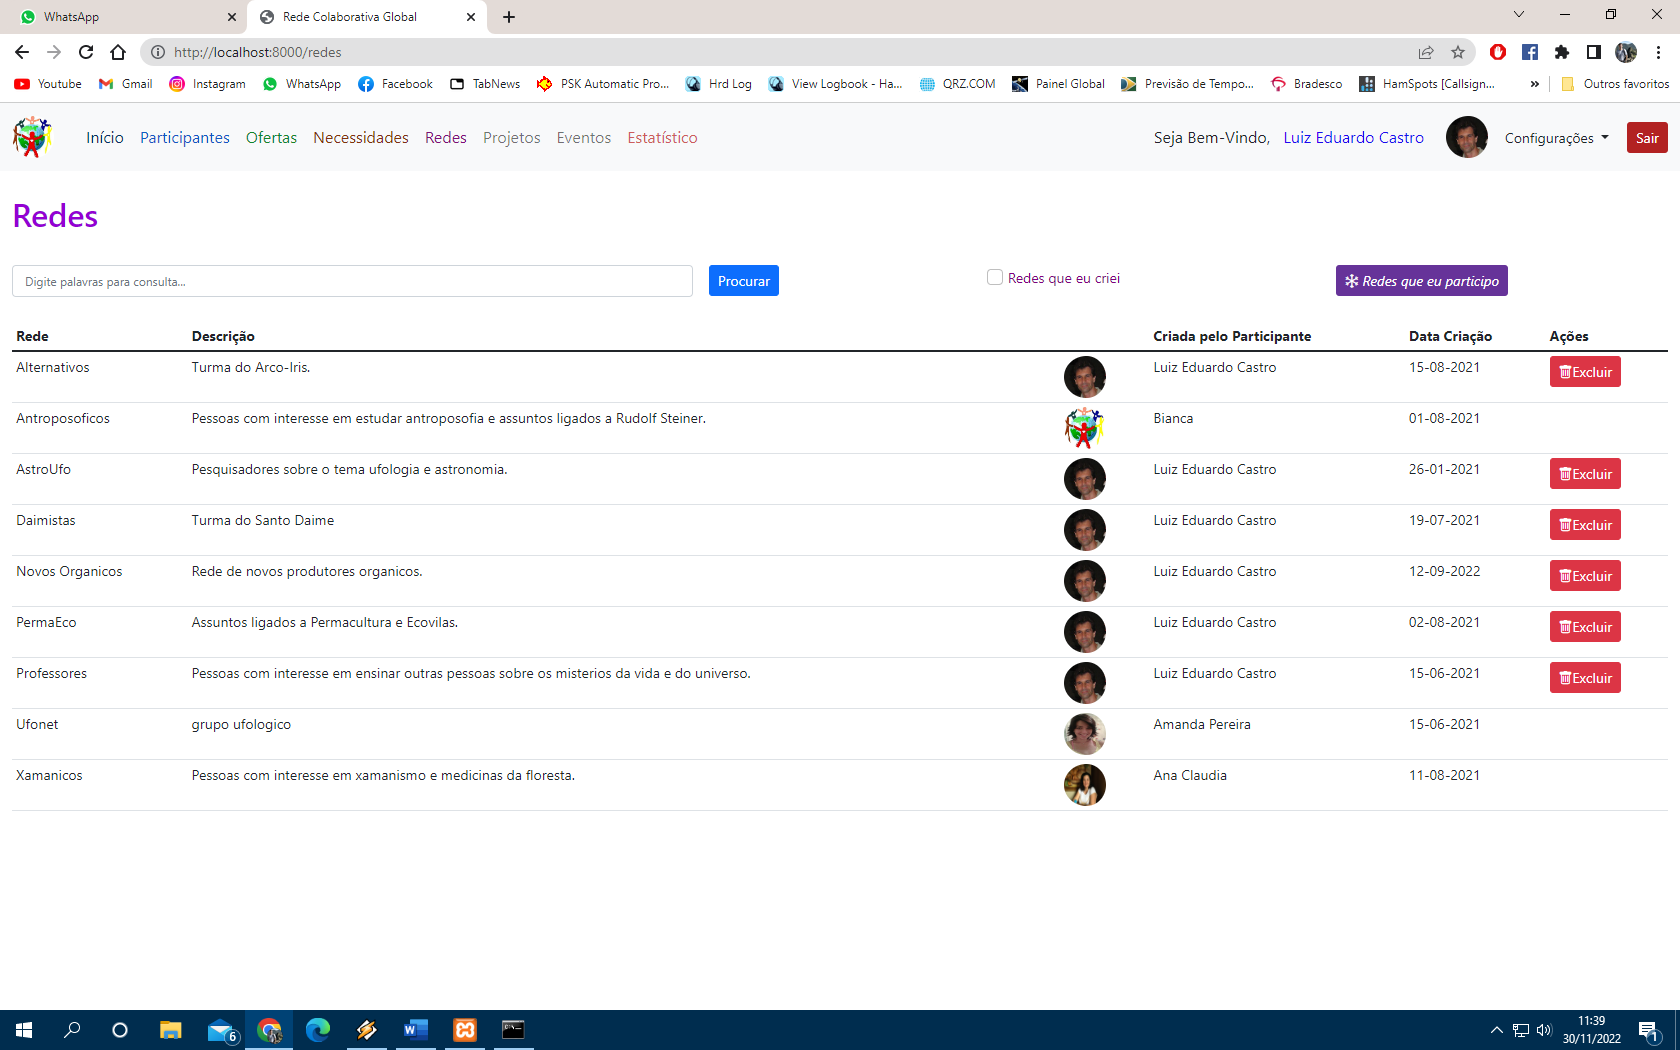 WhatsApp
Rede Colaborativa Global
http://localhost:8000/redes
Youtube Gmail Instagram WhatsApp Facebook TabNews PSK Automatic Pro... Hrd Log View Logbook - Ha... QRZ.COM Painel Global Previsão de Tempo... Bradesco HamSpots [Callsign... » Outros favoritos
Início Participantes Ofertas Necessidades Redes Projetos Eventos Estatístico Seja Bem-Vindo, Luiz Eduardo Castro Configurações Sair
Redes
Digite palavras para consulta... Procurar Redes que eu criei Redes que eu participo
Rede Descrição Criada pelo Participante Data Criação Ações
Alternativos Turma do Arco-Iris. Luiz Eduardo Castro 15-08-2021 Excluir
Antroposoficos Pessoas com interesse em estudar antroposofia e assuntos ligados a Rudolf Steiner. Bianca 01-08-2021
AstroUfo Pesquisadores sobre o tema ufologia e astronomia. Luiz Eduardo Castro 26-01-2021 Excluir
Daimistas Turma do Santo Daime Luiz Eduardo Castro 19-07-2021 Excluir
Novos Organicos Rede de novos produtores organicos. Luiz Eduardo Castro 12-09-2022 Excluir
PermaEco Assuntos ligados a Permacultura e Ecovilas. Luiz Eduardo Castro 02-08-2021 Excluir
Professores Pessoas com interesse em ensinar outras pessoas sobre os misterios da vida e do universo. Luiz Eduardo Castro 15-06-2021 Excluir
Ufonet grupo ufologico Amanda Pereira 15-06-2021
Xamanicos Pessoas com interesse em xamanismo e medicinas da floresta. Ana Claudia 11-08-2021
6
11:39
30/11/2022
1